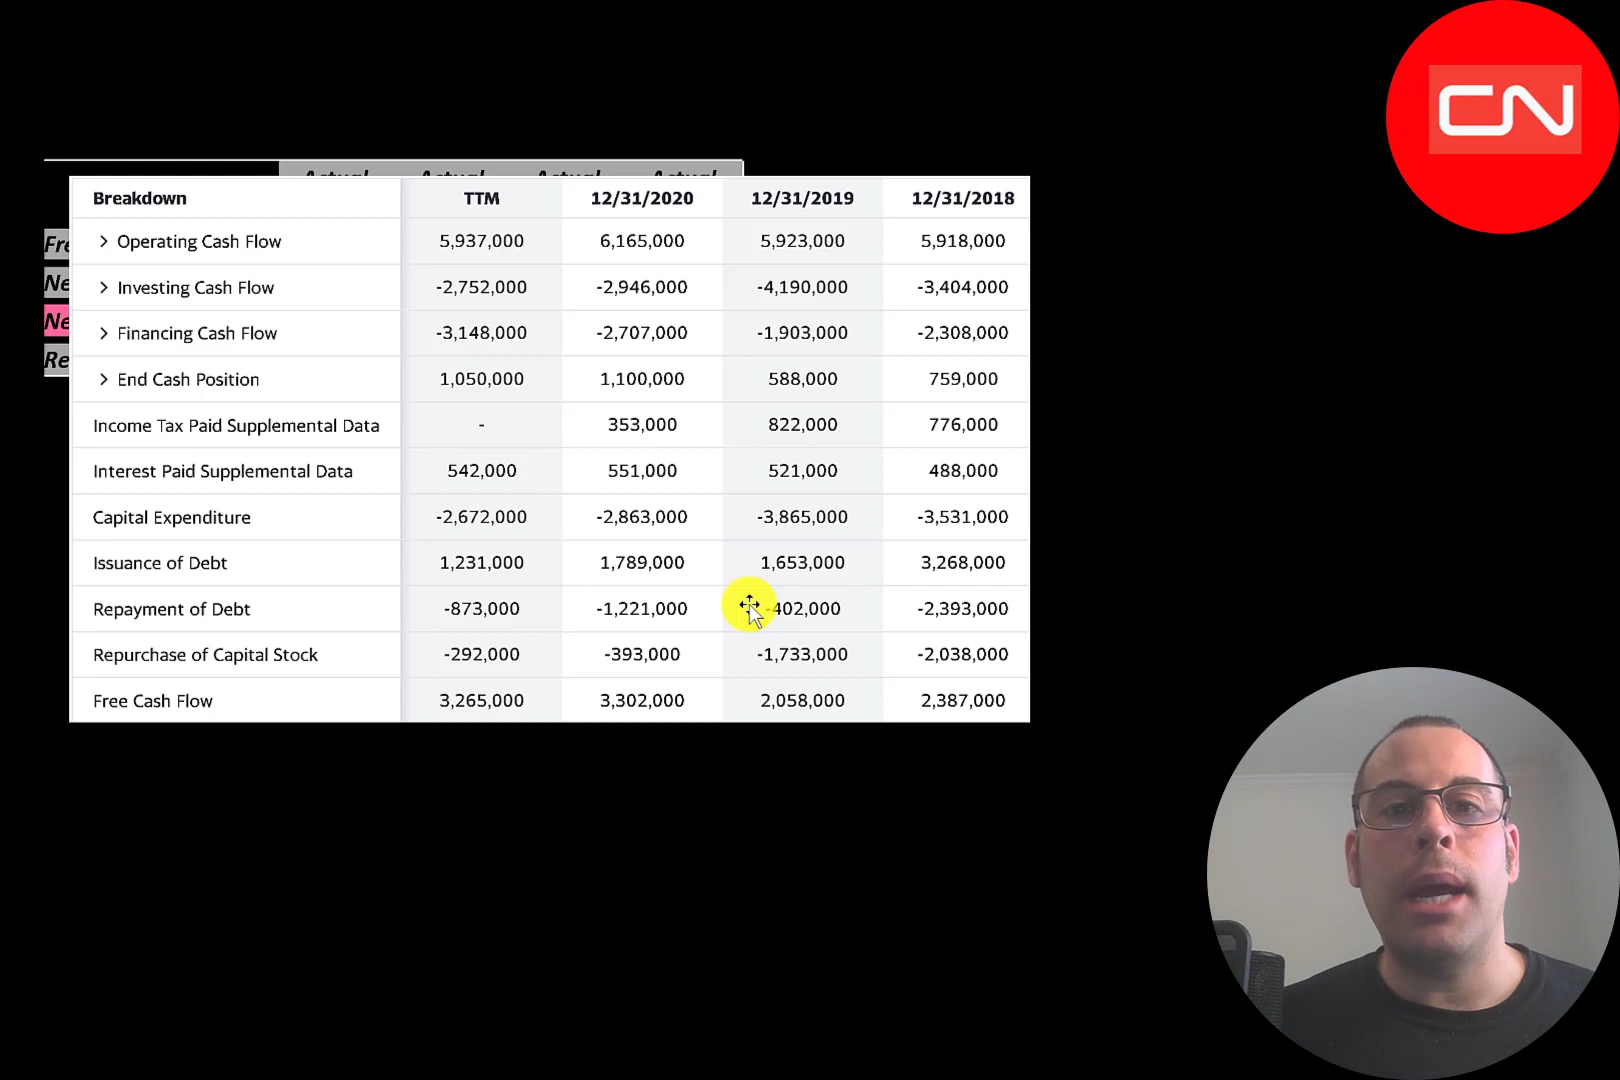 CN
Actual Actual Actual Actual
Breakdown TTM 12/31/2020 12/31/2019 12/31/2018
Fre
> Operating Cash Flow 5,937,000 6,165,000 5,923,000 5,918,000
Ne
> Investing Cash Flow -2,752,000 -2,946,000 -4,190,000 -3,404,000
Ne
> Financing Cash Flow -3,148,000 -2,707,000 -1,903,000 -2,308,000
Re
> End Cash Position 1,050,000 1,100,000 588,000 759,000
Income Tax Paid Supplemental Data - 353,000 822,000 776,000
Interest Paid Supplemental Data 542,000 551,000 521,000 488,000
Capital Expenditure -2,672,000 -2,863,000 -3,865,000 -3,531,000
Issuance of Debt 1,231,000 1,789,000 1,653,000 3,268,000
Repayment of Debt -873,000 -1,221,000 -402,000 -2,393,000
Repurchase of Capital Stock -292,000 -393,000 -1,733,000 -2,038,000
Free Cash Flow 3,265,000 3,302,000 2,058,000 2,387,000